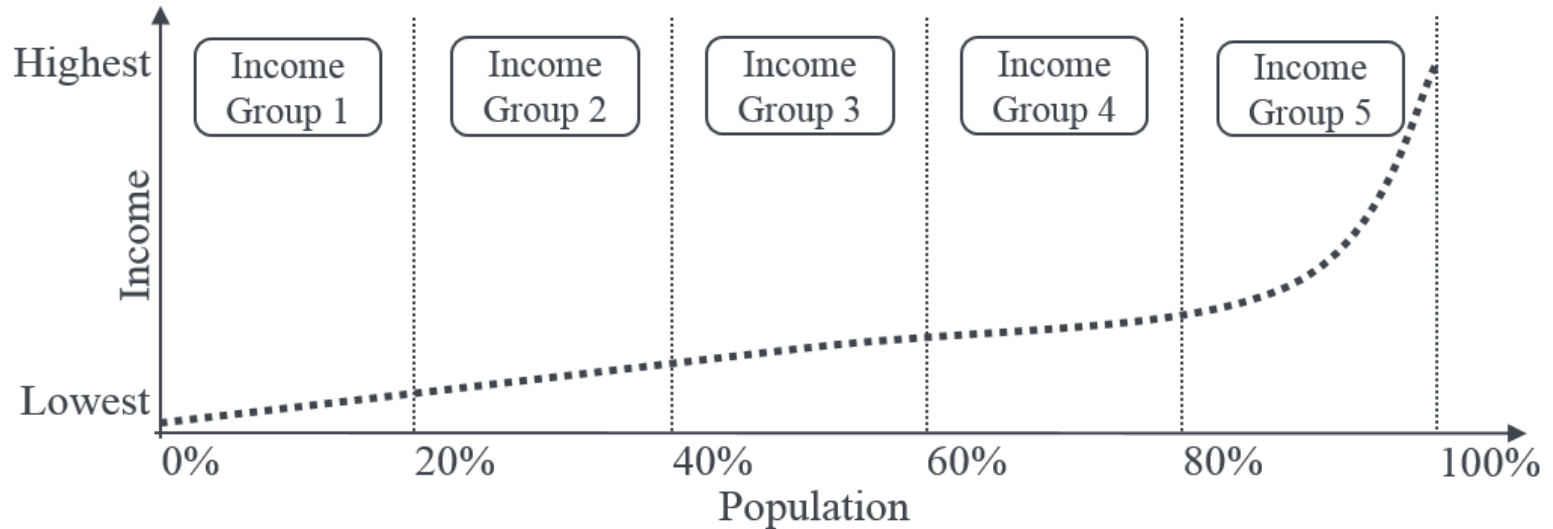 Highest
Income
Group 1
Income
Group 2
Income
Group 3
Income
Group 4
Income
Group 5
Income
Lowest
0%
20%
40%
60%
80%
100%
Population